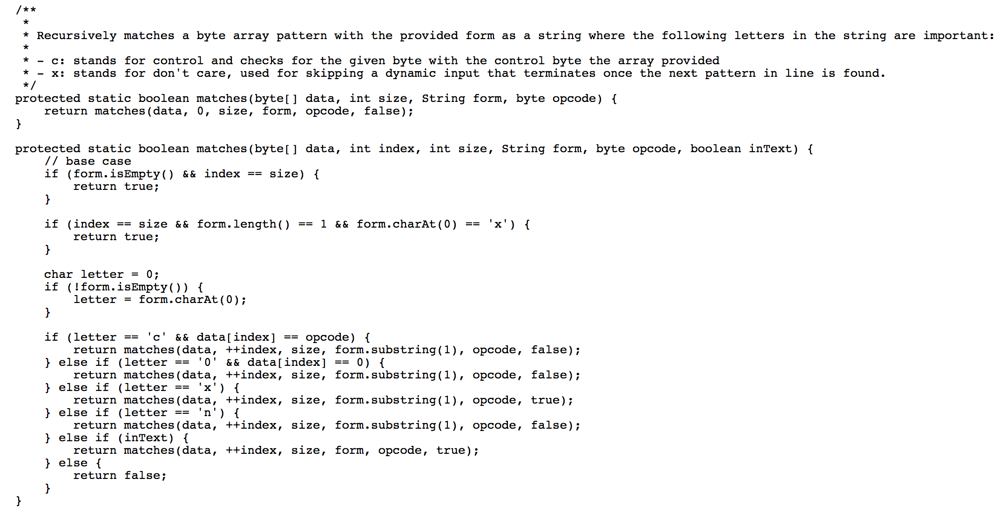 /**
 *
 * Recursively matches a byte array pattern with the provided form as a string where the following letters in the string are important:
 *
 * - c: stands for control and checks for the given byte with the control byte the array provided
 * - x: stands for don't care, used for skipping a dynamic input that terminates once the next pattern in line is found.
 */
protected static boolean matches(byte[] data, int size, String form, byte opcode) {
    return matches(data, 0, size, form, opcode, false);
}

protected static boolean matches(byte[] data, int index, int size, String form, byte opcode, boolean inText) {
    // base case
    if (form.isEmpty() && index == size) {
        return true;
    }

    if (index == size && form.length() == 1 && form.charAt(0) == 'x') {
        return true;
    }

    char letter = 0;
    if (!form.isEmpty()) {
        letter = form.charAt(0);
    }

    if (letter == 'c' && data[index] == opcode) {
        return matches(data, ++index, size, form.substring(1), opcode, false);
    } else if (letter == '0' && data[index] == 0) {
        return matches(data, ++index, size, form.substring(1), opcode, false);
    } else if (letter == 'x') {
        return matches(data, ++index, size, form.substring(1), opcode, true);
    } else if (letter == 'n') {
        return matches(data, ++index, size, form.substring(1), opcode, false);
    } else if (inText) {
        return matches(data, ++index, size, form, opcode, true);
    } else {
        return false;
    }
}